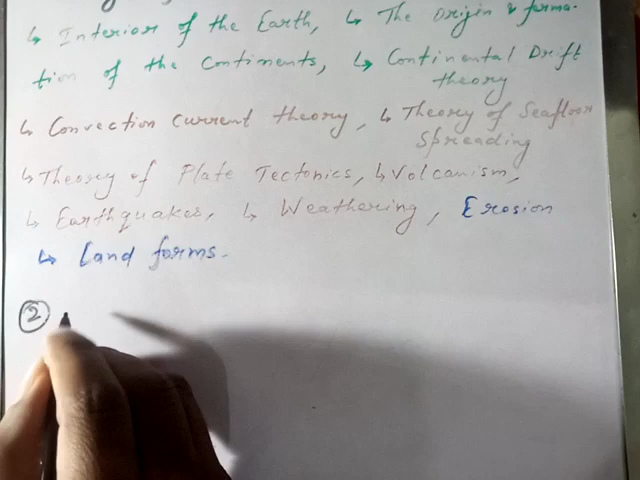 ↳ Interior of the Earth, ↳ The origin & forma-
tion of the Continents, ↳ Continental Drift
theory
↳ Convection Current theory, ↳ Theory of Seafloor
Spreading
↳ Theory of Plate Tectonics, ↳ Volcanism,
↳ Earthquakes, ↳ Weathering, Erosion
↳ Land forms.
②